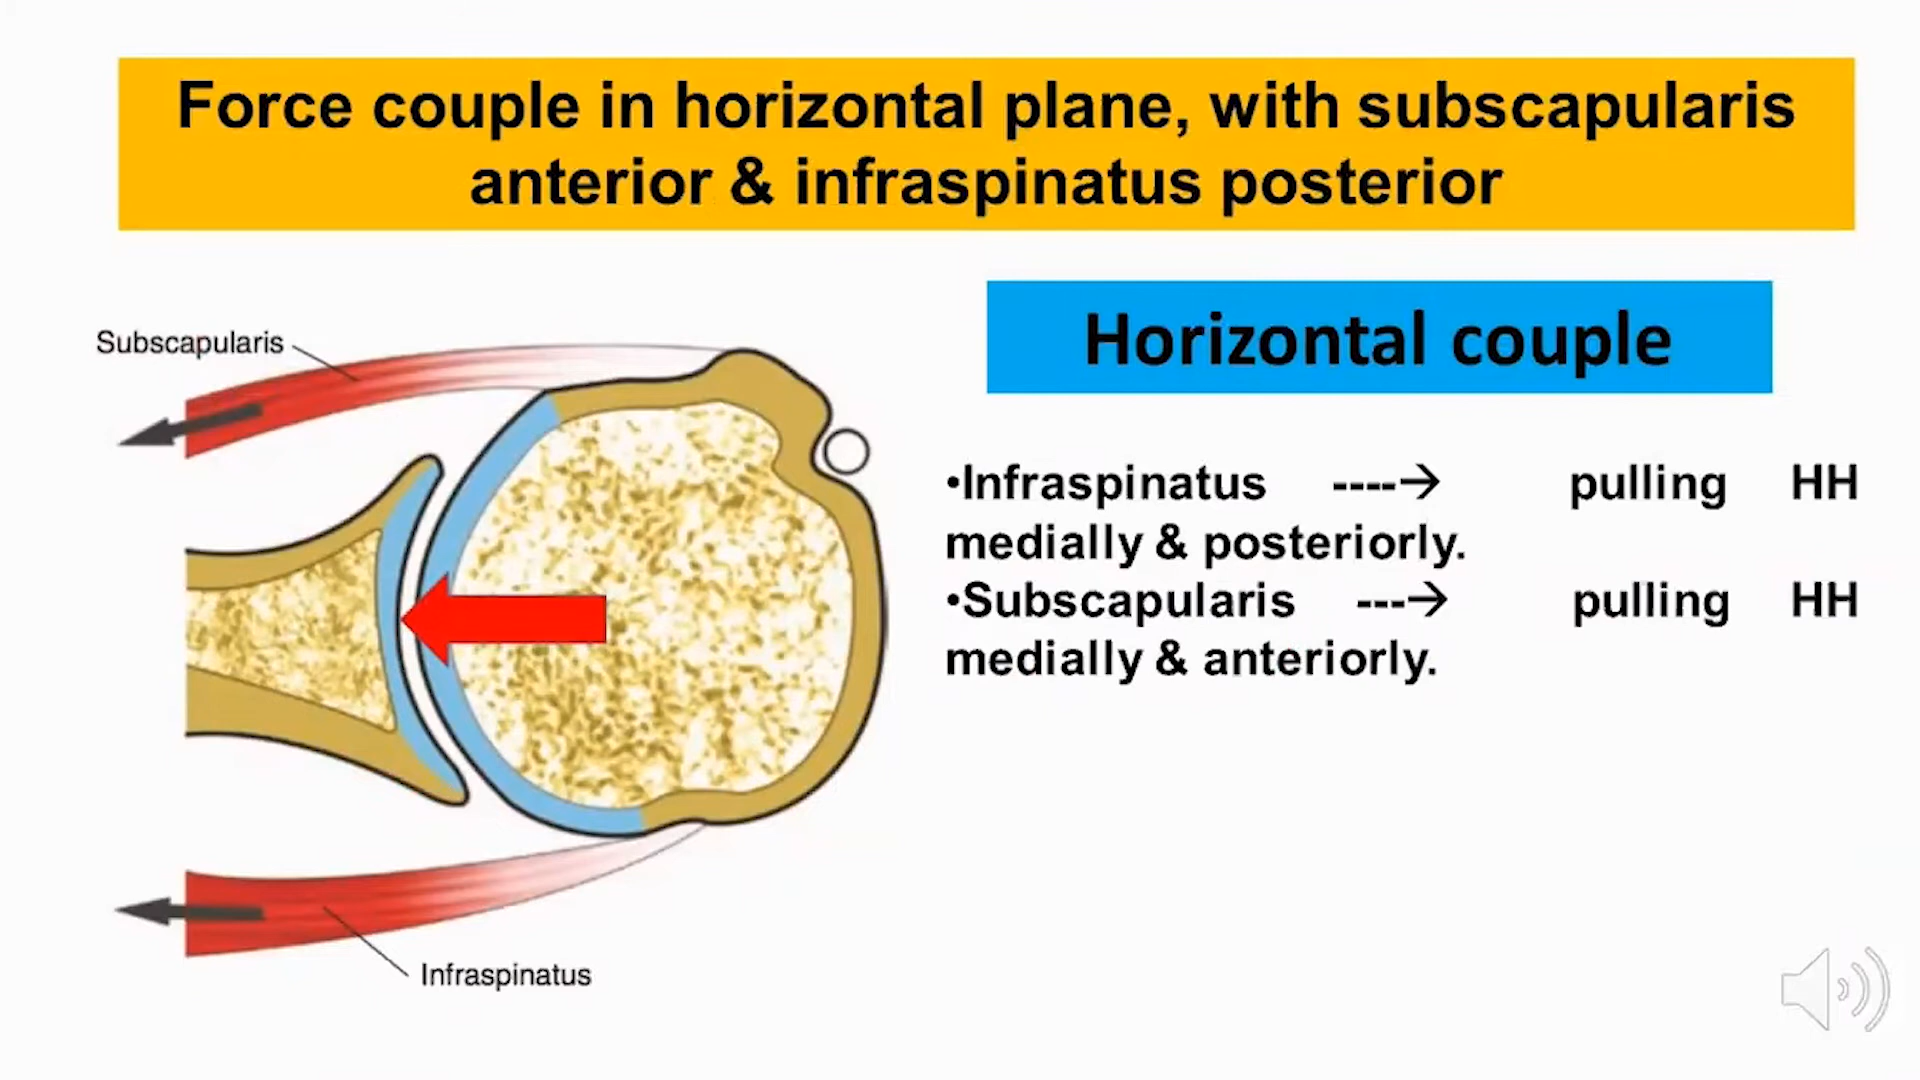 Force couple in horizontal plane, with subscapularis
anterior & infraspinatus posterior
Horizontal couple
Subscapularis
•Infraspinatus ----→ pulling HH
medially & posteriorly.
•Subscapularis ---→ pulling HH
medially & anteriorly.
Infraspinatus